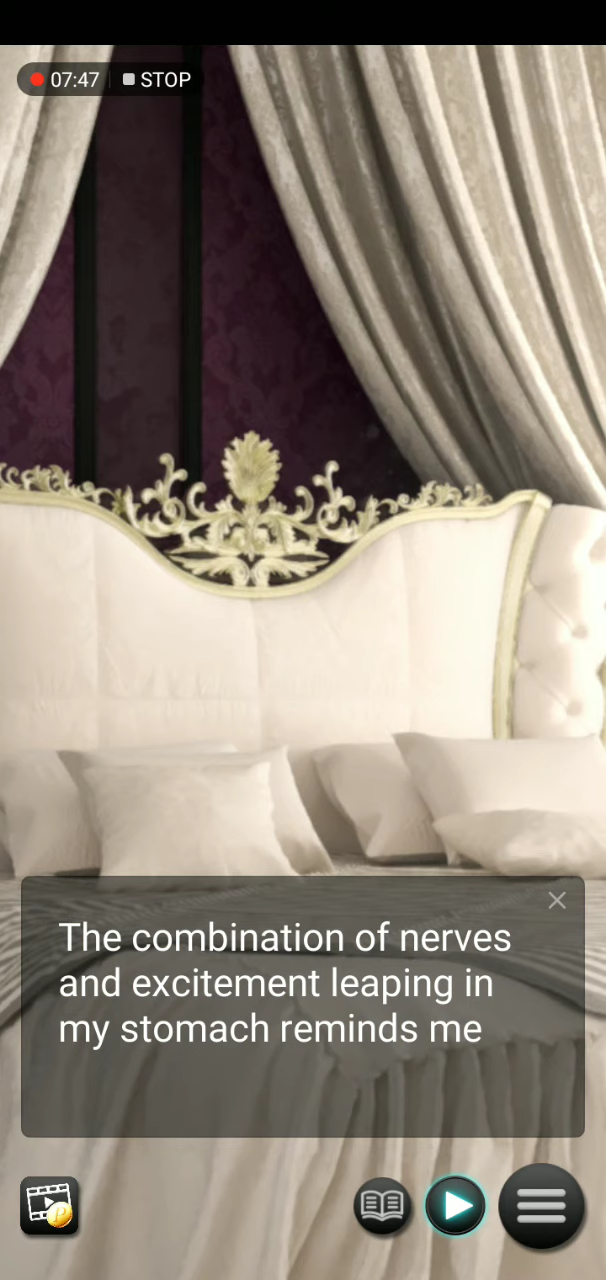 07:47 STOP
The combination of nerves
and excitement leaping in
my stomach reminds me
P